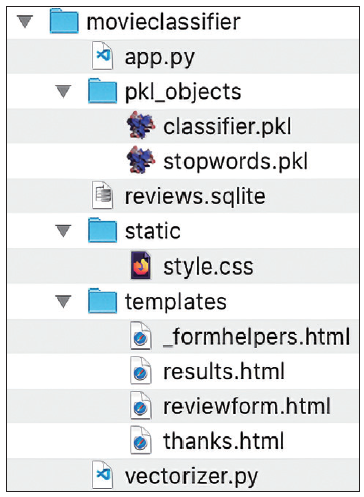 movieclassifier
app.py
pkl_objects
classifier.pkl
stopwords.pkl
reviews.sqlite
static
style.css
templates
_formhelpers.html
results.html
reviewform.html
thanks.html
vectorizer.py